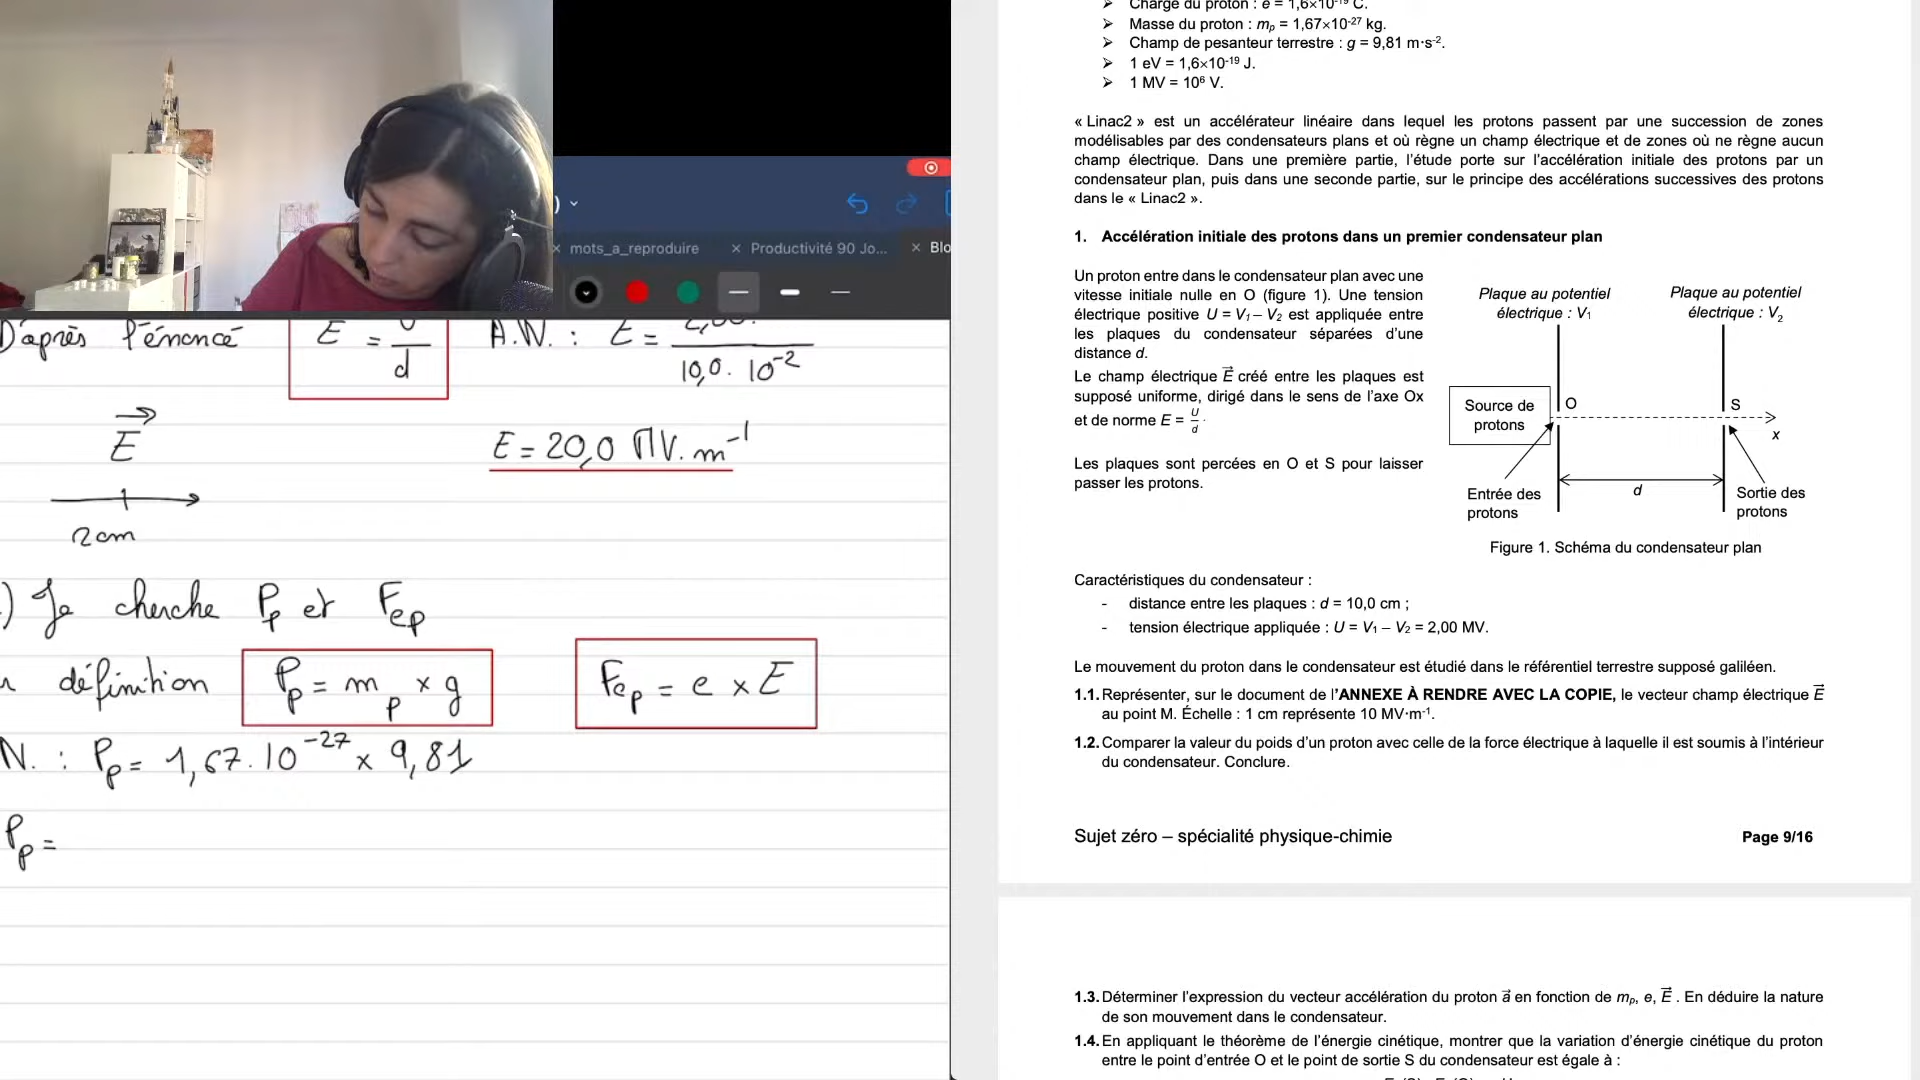 mots_a_reproduire
Productivité 90 Jo...
Blo
D'après l'énoncé E = U/d A.N. : E = 2,00. / 10,0. 10⁻²
E
E = 20,0 MV. m⁻¹
2cm
) Je cherche Pp et Fep
définition Pp = mp x g Fep = e x E
N. : Pp = 1,67. 10⁻²⁷ x 9,81
Pp =
➢ Charge du proton : e = 1,6×10⁻¹⁹ C.
➢ Masse du proton : mp = 1,67×10⁻²⁷ kg.
➢ Champ de pesanteur terrestre : g = 9,81 m·s⁻².
➢ 1 eV = 1,6×10⁻¹⁹ J.
➢ 1 MV = 10⁶ V.
« Linac2 » est un accélérateur linéaire dans lequel les protons passent par une succession de zones
modélisables par des condensateurs plans et où règne un champ électrique et de zones où ne règne aucun
champ électrique. Dans une première partie, l'étude porte sur l'accélération initiale des protons par un
condensateur plan, puis dans une seconde partie, sur le principe des accélérations successives des protons
dans le « Linac2 ».
1. Accélération initiale des protons dans un premier condensateur plan
Un proton entre dans le condensateur plan avec une
vitesse initiale nulle en O (figure 1). Une tension
électrique positive U = V₁ – V₂ est appliquée entre
les plaques du condensateur séparées d'une
distance d.
Le champ électrique E⃗ créé entre les plaques est
supposé uniforme, dirigé dans le sens de l'axe Ox
et de norme E = U/d.
Les plaques sont percées en O et S pour laisser
passer les protons.
Plaque au potentiel
électrique : V₁
Plaque au potentiel
électrique : V₂
Source de
protons
O
S
x
d
Entrée des
protons
Sortie des
protons
Figure 1. Schéma du condensateur plan
Caractéristiques du condensateur :
- distance entre les plaques : d = 10,0 cm ;
- tension électrique appliquée : U = V₁ – V₂ = 2,00 MV.
Le mouvement du proton dans le condensateur est étudié dans le référentiel terrestre supposé galiléen.
1.1. Représenter, sur le document de l'ANNEXE À RENDRE AVEC LA COPIE, le vecteur champ électrique E⃗
au point M. Échelle : 1 cm représente 10 MV·m⁻¹.
1.2. Comparer la valeur du poids d'un proton avec celle de la force électrique à laquelle il est soumis à l'intérieur
du condensateur. Conclure.
Sujet zéro – spécialité physique-chimie
Page 9/16
1.3. Déterminer l'expression du vecteur accélération du proton a⃗ en fonction de mp, e, E⃗ . En déduire la nature
de son mouvement dans le condensateur.
1.4. En appliquant le théorème de l'énergie cinétique, montrer que la variation d'énergie cinétique du proton
entre le point d'entrée O et le point de sortie S du condensateur est égale à :